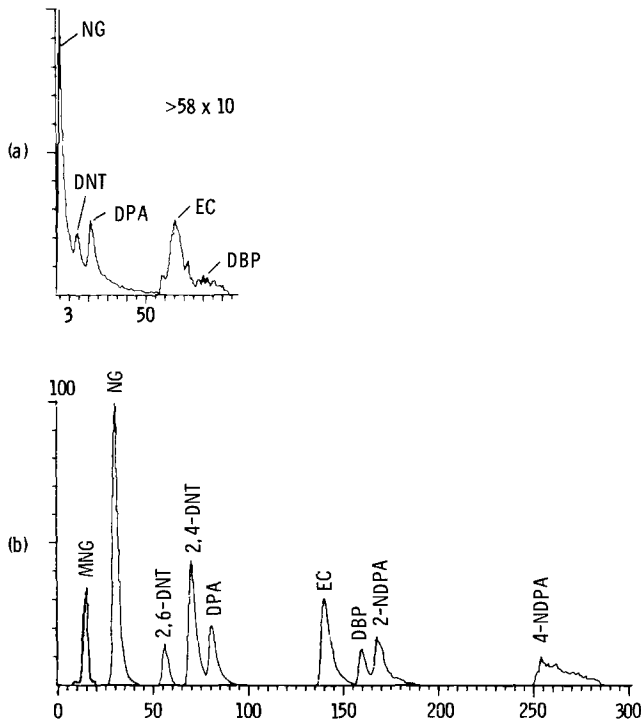 NG
>58 x 10
(a)
DNT
DPA
EC
DBP
3 50
100
NG
(b)
MNG
2,6-DNT
2,4-DNT
DPA
EC
DBP
2-NDPA
4-NDPA
0 50 100 150 200 250 300